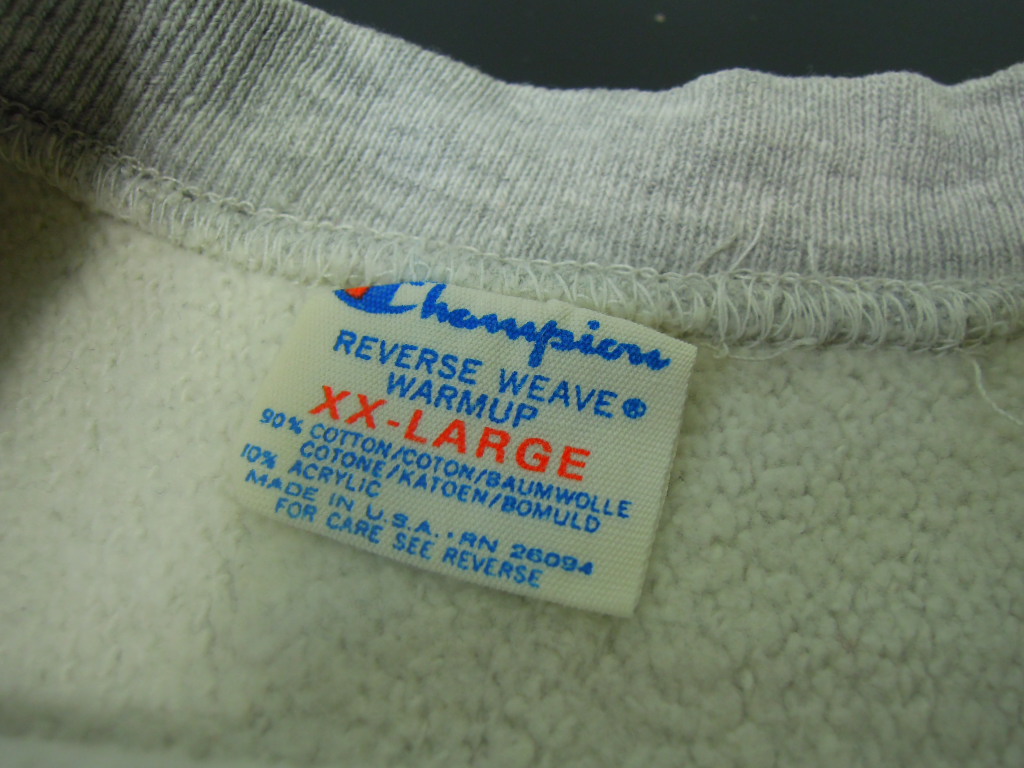 Champion
REVERSE WEAVE®
WARMUP
XX-LARGE
90% COTTON/COTON/BAUMWOLLE
COTONE/KATOEN/BOMULD
10% ACRYLIC
MADE IN U.S.A. · RN 26094
FOR CARE SEE REVERSE